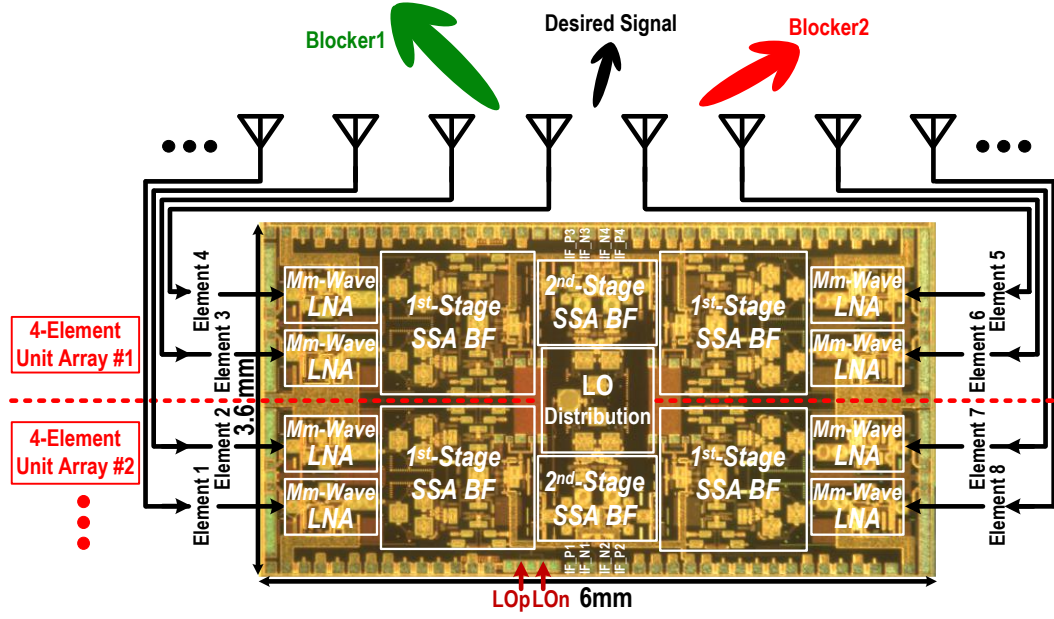 Blocker1
Desired Signal
Blocker2
IF_P3
IF_N3
IF_N4
IF_P4
Element 4
Element 3
Element 2
Element 1
Element 5
Element 6
Element 7
Element 8
4-Element
Unit Array #1
4-Element
Unit Array #2
3.6 mm
Mm-Wave
LNA
Mm-Wave
LNA
Mm-Wave
LNA
Mm-Wave
LNA
1st-Stage
SSA BF
1st-Stage
SSA BF
2nd-Stage
SSA BF
LO
Distribution
2nd-Stage
SSA BF
1st-Stage
SSA BF
1st-Stage
SSA BF
Mm-Wave
LNA
Mm-Wave
LNA
Mm-Wave
LNA
Mm-Wave
LNA
IF_P1
IF_N1
IF_N2
IF_P2
LOp
LOn
6mm